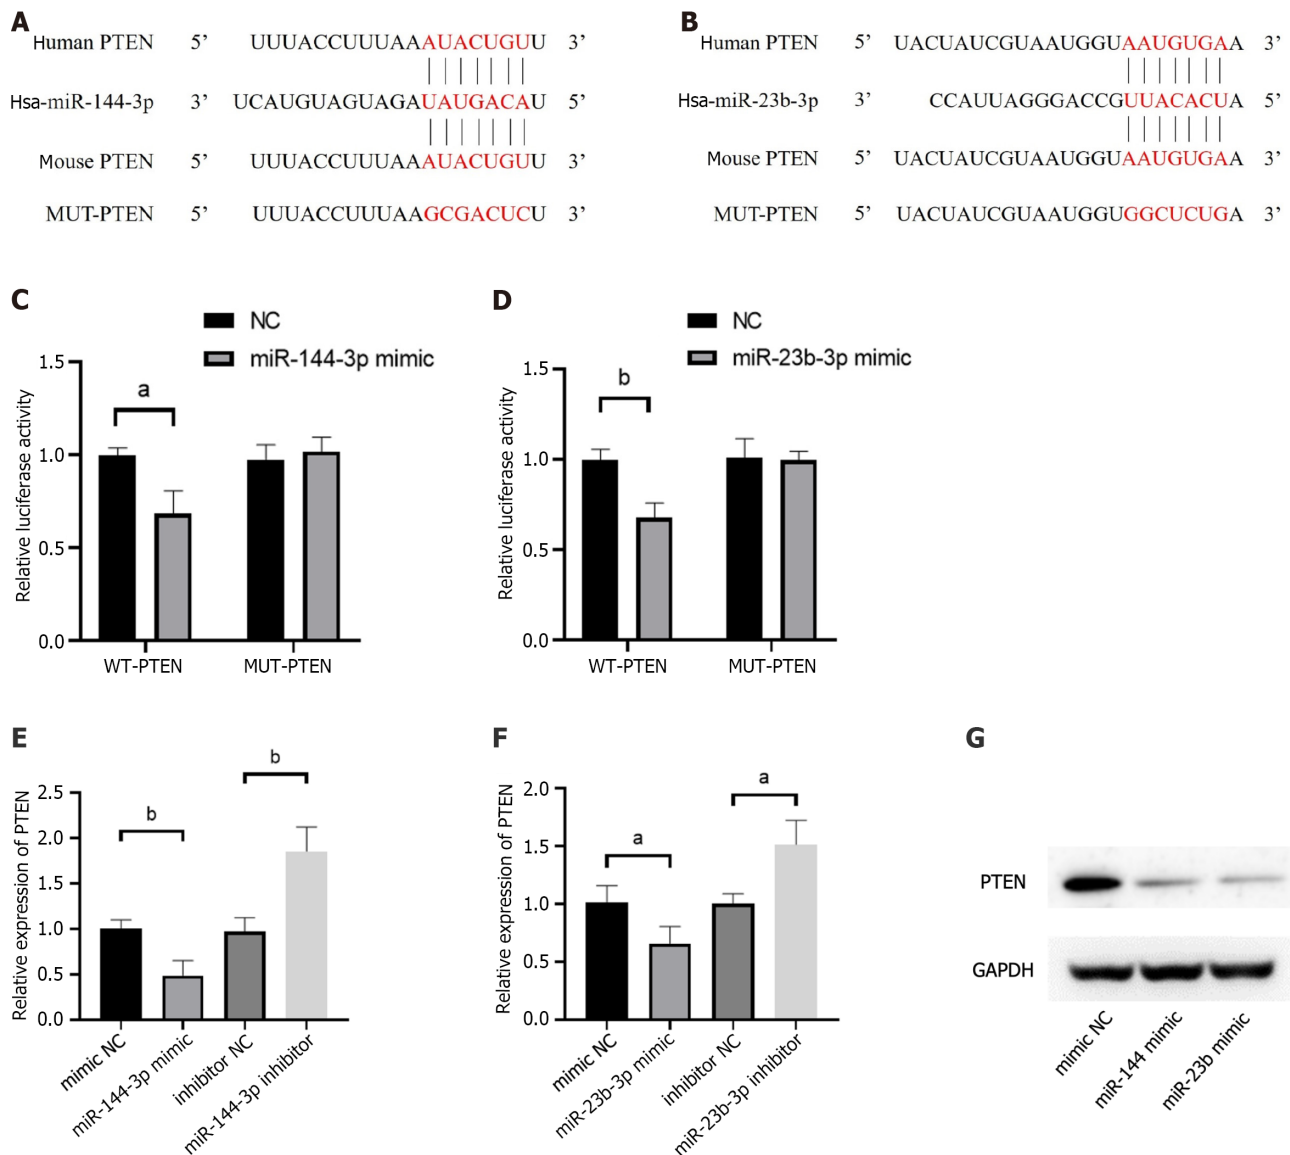 A
Human PTEN 5’ UUUACCUUUAAAUACUGUU 3’
Hsa-miR-144-3p 3’ UCAUGUAGUAGAUAUGACAU 5’
Mouse PTEN 5’ UUUACCUUUAAAUACUGUU 3’
MUT-PTEN 5’ UUUACCUUUAAGCGACUCU 3’
B
Human PTEN 5’ UACUAUCGUAAUGGUAAUGUGAA 3’
Hsa-miR-23b-3p 3’ CCAUUAGGGACCGUUACACUA 5’
Mouse PTEN 5’ UACUAUCGUAAUGGUAAUGUGAA 3’
MUT-PTEN 5’ UACUAUCGUAAUGGUGGCUCUGA 3’
C
NC
miR-144-3p mimic
Relative luciferase activity
1.5
1.0
0.5
0.0
a
WT-PTEN MUT-PTEN
D
NC
miR-23b-3p mimic
Relative luciferase activity
1.5
1.0
0.5
0.0
b
WT-PTEN MUT-PTEN
E
Relative expression of PTEN
2.5
2.0
1.5
1.0
0.5
0.0
b
b
mimic NC
miR-144-3p mimic
inhibitor NC
miR-144-3p inhibitor
F
Relative expression of PTEN
2.0
1.5
1.0
0.5
0.0
a
a
mimic NC
miR-23b-3p mimic
inhibitor NC
miR-23b-3p inhibitor
G
PTEN
GAPDH
mimic NC
miR-144 mimic
miR-23b mimic